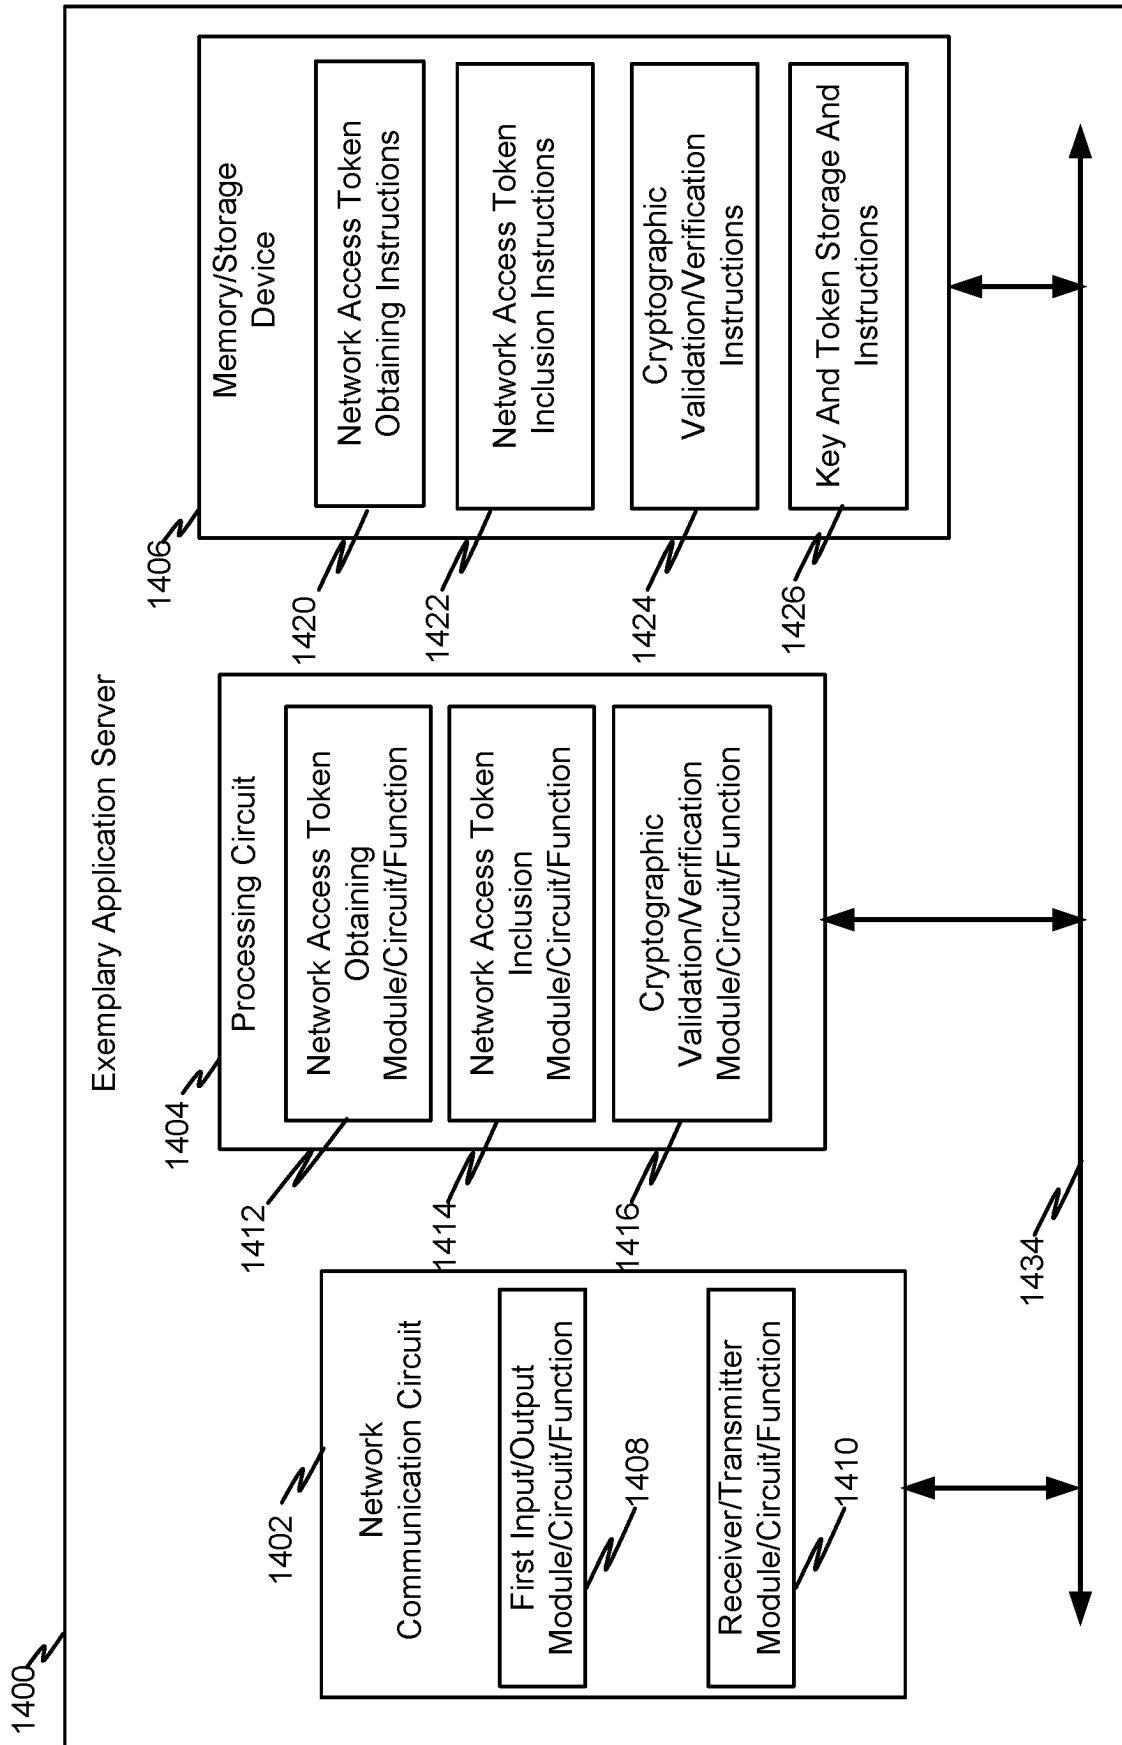 1400
Exemplary Application Server
1402
Network
Communication Circuit
First Input/Output
Module/Circuit/Function
1408
Receiver/Transmitter
Module/Circuit/Function
1410
1404
Processing Circuit
1412
Network Access Token
Obtaining
Module/Circuit/Function
1414
Network Access Token
Inclusion
Module/Circuit/Function
1416
Cryptographic
Validation/Verification
Module/Circuit/Function
1406
Memory/Storage
Device
1420
Network Access Token
Obtaining Instructions
1422
Network Access Token
Inclusion Instructions
1424
Cryptographic
Validation/Verification
Instructions
1426
Key And Token Storage And
Instructions
1434